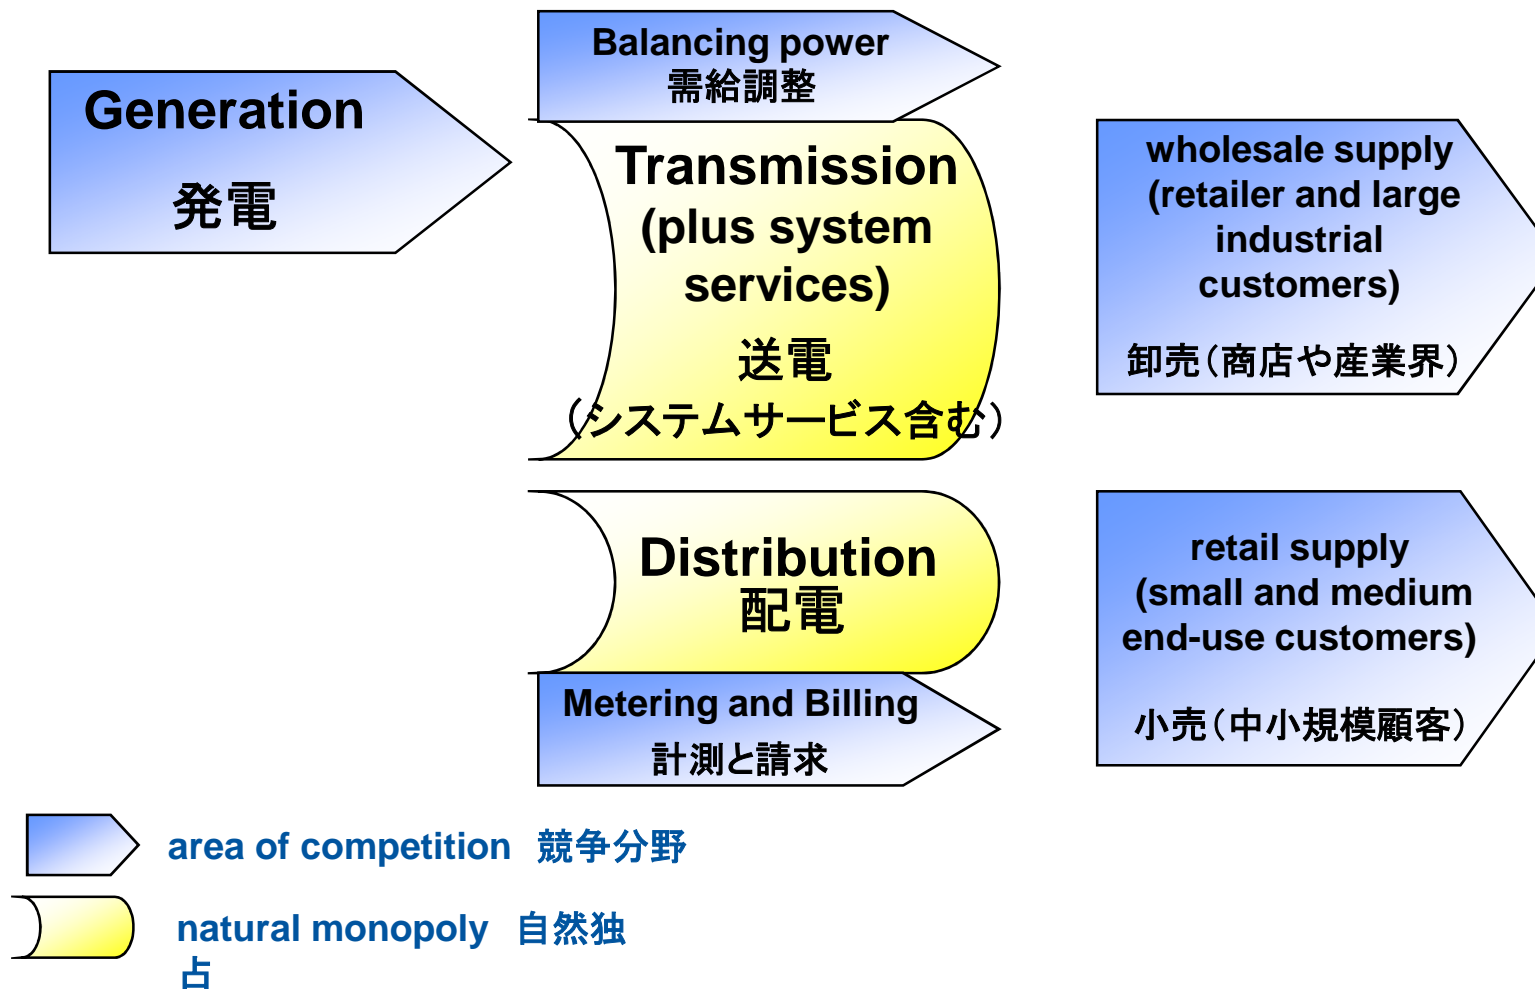 Generation
発電
Balancing power
需給調整
Transmission
(plus system
services)
送電
（システムサービス含む）
Distribution
配電
Metering and Billing
計測と請求
wholesale supply
(retailer and large
industrial
customers)
卸売（商店や産業界）
retail supply
(small and medium
end-use customers)
小売（中小規模顧客）
area of competition 競争分野
natural monopoly 自然独
占